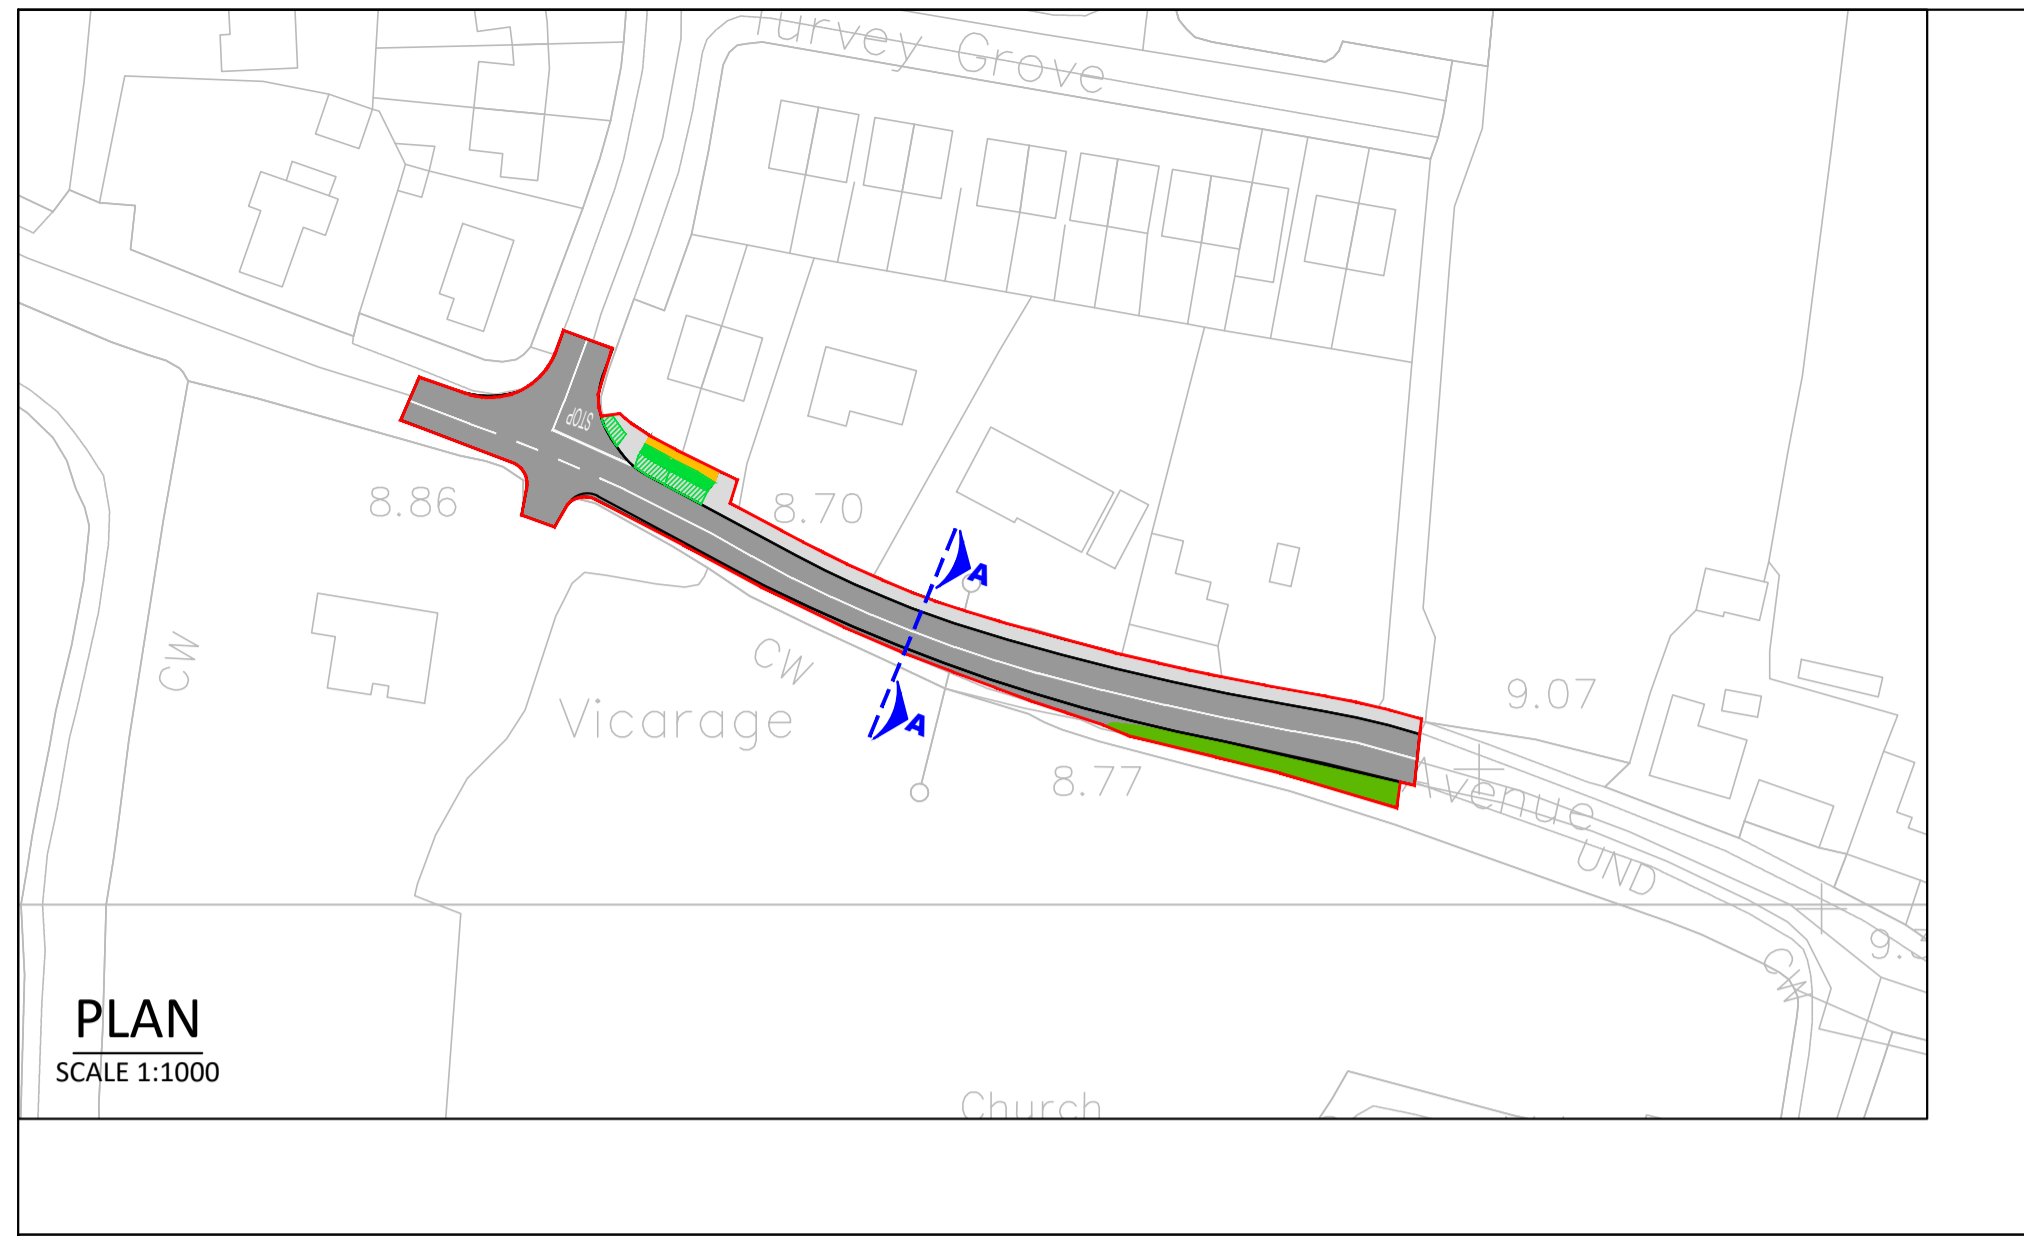 Turvey Grove
STOP
8.86
8.70
A
CW
CW
Vicarage
A
9.07
8.77
Avenue
UND
CW
PLAN
SCALE 1:1000
Church